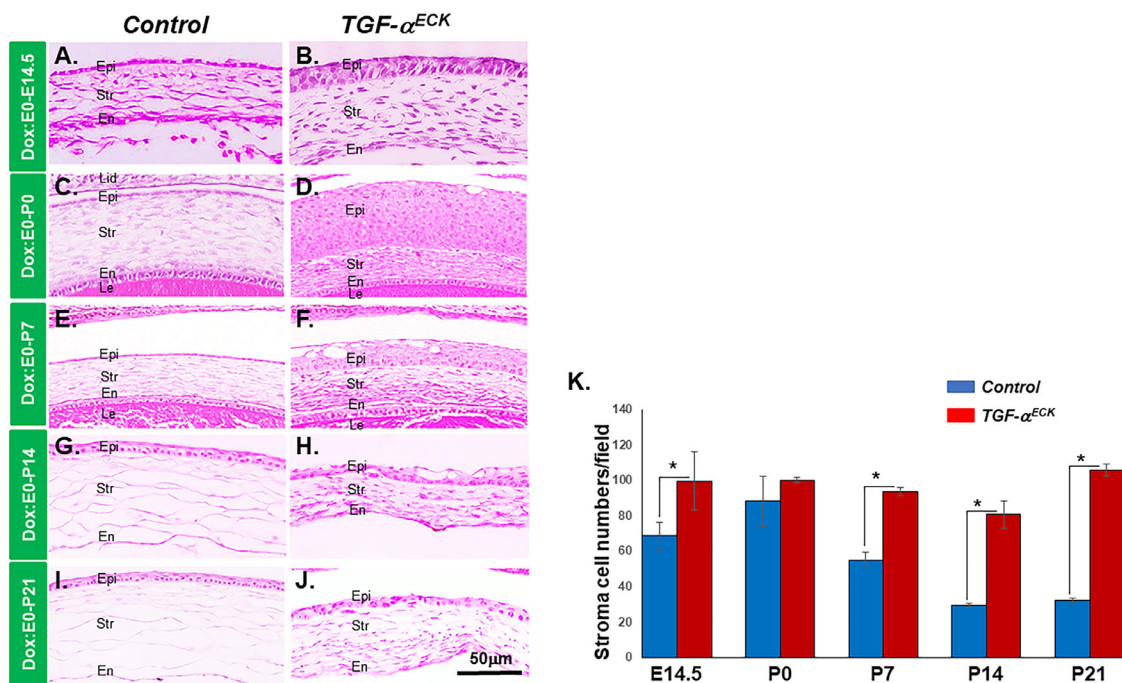 Control TGF-α^ECK
Dox:E0-E14.5
A. Epi Str En
B. Epi Str En
Dox:E0-P0
C. Lid Epi Str En Le
D. Epi Str En Le
Dox:E0-P7
E. Epi Str En Le
F. Epi Str En Le
Dox:E0-P14
G. Epi Str En
H. Epi Str En
Dox:E0-P21
I. Epi Str En
J. Epi Str En
50μm
K.
Control
TGF-α^ECK
Stroma cell numbers/field
140
120
100
80
60
40
20
0
* * * *
E14.5 P0 P7 P14 P21